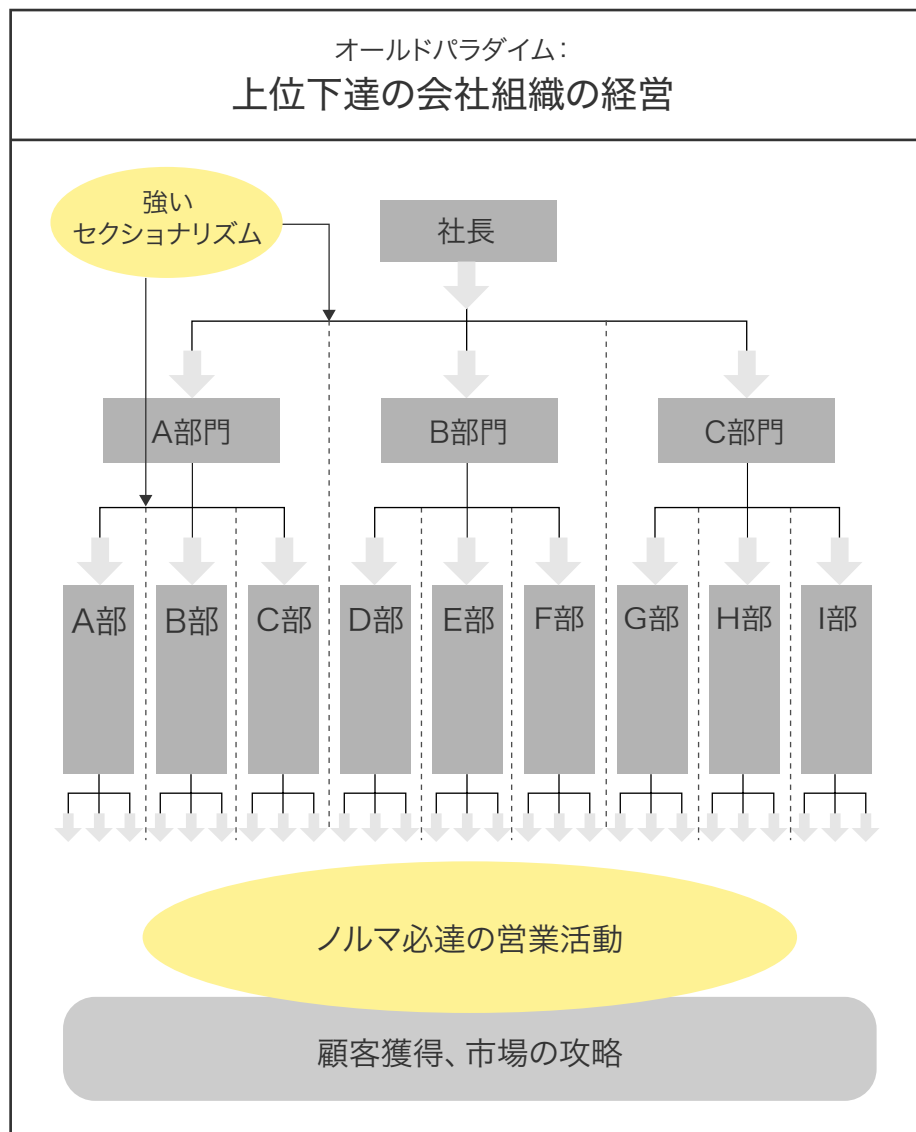 オールドパラダイム：
上位下達の会社組織の経営
強い
セクショナリズム
社長
A部門
B部門
C部門
A部
B部
C部
D部
E部
F部
G部
H部
I部
ノルマ必達の営業活動
顧客獲得、市場の攻略